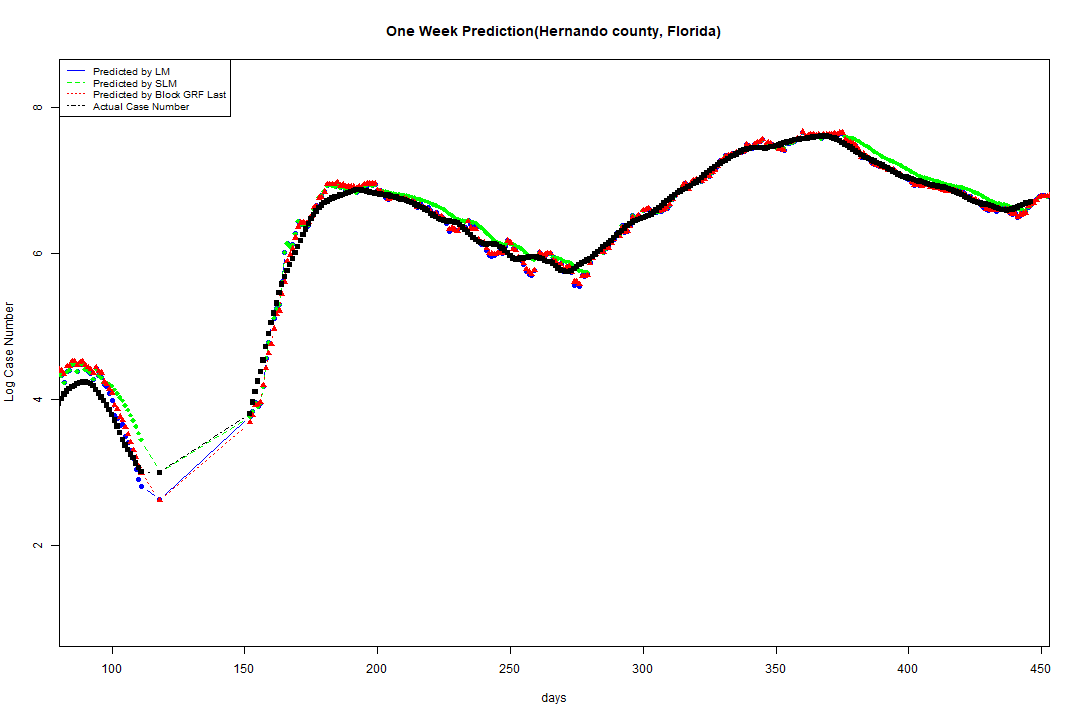 One Week Prediction(Hernando county, Florida)
Predicted by LM
Predicted by SLM
Predicted by Block GRF Last
Actual Case Number
8
6
4
2
Log Case Number
100 150 200 250 300 350 400 450
days